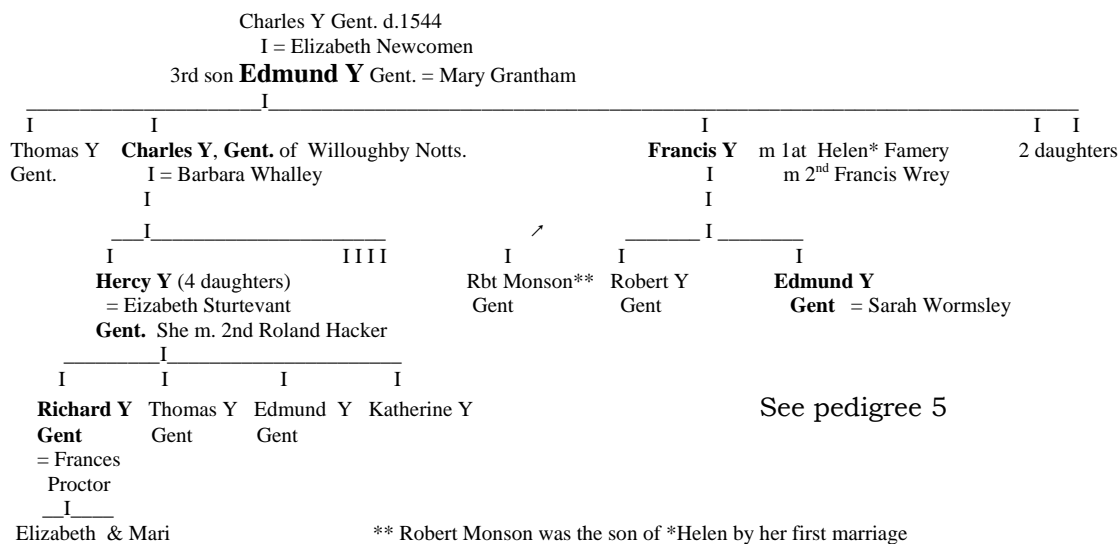 Charles Y Gent. d.1544
I = Elizabeth Newcomen
3rd son Edmund Y Gent. = Mary Grantham
I
I I I I I
Thomas Y Charles Y, Gent. of Willoughby Notts. Francis Y m 1at Helen* Famery 2 daughters
Gent. I = Barbara Whalley I m 2nd Francis Wrey
I I
I ↗ I
I I I I I I I I
Hercy Y (4 daughters) Rbt Monson** Robert Y Edmund Y
= Eizabeth Sturtevant Gent Gent Gent = Sarah Wormsley
Gent. She m. 2nd Roland Hacker
I
I I I I
Richard Y Thomas Y Edmund Y Katherine Y See pedigree 5
Gent Gent Gent
= Frances
Proctor
I
Elizabeth & Mari ** Robert Monson was the son of *Helen by her first marriage